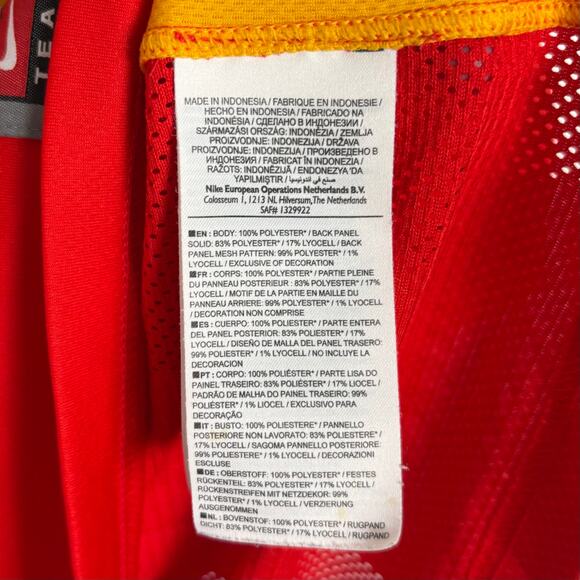 TEA
MADE IN INDONESIA / FABRIQUE EN INDONESIE /
HECHO EN INDONESIA / FABRICADO NA
INDONÉSIA / СДЕЛАНО В ИНДОНЕЗИИ /
SZÁRMAZÁSI ORSZÁG: INDONÉZIA / ZEMLJA
PROIZVODNJE: INDONEZIJA / DRŽAVA
PROIZVODNJE: INDONEZIJA / ПРОИЗВЕДЕНО В
ИНДОНЕЗИЯ / FABRICAT ÎN INDONEZIA /
RAŽOTS: INDONĒZIJĀ / ENDONEZYA'DA
YAPILMIŞTIR / صنع في اندونيسيا
Nike European Operations Netherlands B.V.
Colosseum 1, 1213 NL Hilversum, The Netherlands
SAF# 1329922
EN: BODY: 100% POLYESTER* / BACK PANEL
SOLID: 83% POLYESTER* / 17% LYOCELL / BACK
PANEL MESH PATTERN: 99% POLYESTER* / 1%
LYOCELL / EXCLUSIVE OF DECORATION
FR: CORPS: 100% POLYESTER* / PARTIE PLEINE
DU PANNEAU POSTERIEUR : 83% POLYESTER* / 17%
LYOCELL / MOTIF DE LA PARTIE EN MAILLE DU
PANNEAU ARRIERE: 99% POLYESTER* / 1% LYOCELL
/ DECORATION NON COMPRISE
ES: CUERPO: 100% POLIESTER* / PARTE ENTERA
DEL PANEL POSTERIOR: 83% POLIESTER* / 17%
LYOCELL / DISEÑO DE MALLA DEL PANEL TRASERO:
99% POLIESTER* / 1% LYOCELL / NO INCLUYE LA
DECORACION
PT: CORPO: 100% POLIÉSTER* / PARTE LISA DO
PAINEL TRASEIRO: 83% POLIÉSTER* / 17% LIOCEL /
PADRÃO DE MALHA DO PAINEL TRASEIRO: 99%
POLIÉSTER* / 1% LIOCEL / EXCLUSIVO PARA
DECORAÇÃO
IT: BUSTO: 100% POLIESTERE* / PANNELLO
POSTERIORE NON LAVORATO: 83% POLIESTERE*
/ 17% LYOCELL / SAGOMA PANNELLO POSTERIORE:
99% POLIESTERE* / 1% LYOCELL / DECORAZIONI
ESCLUSE
DE: OBERSTOFF: 100% POLYESTER* / FESTES
RÜCKENTEIL: 83% POLYESTER* / 17% LYOCELL /
RÜCKENSTREIFEN MIT NETZDEKOR: 99%
POLYESTER* / 1% LYOCELL / VERZIERUNG
AUSGENOMMEN
NL: BOVENSTOF: 100% POLYESTER* / RUGPAND
DICHT: 83% POLYESTER* / 17% LYOCELL / RUGPAND